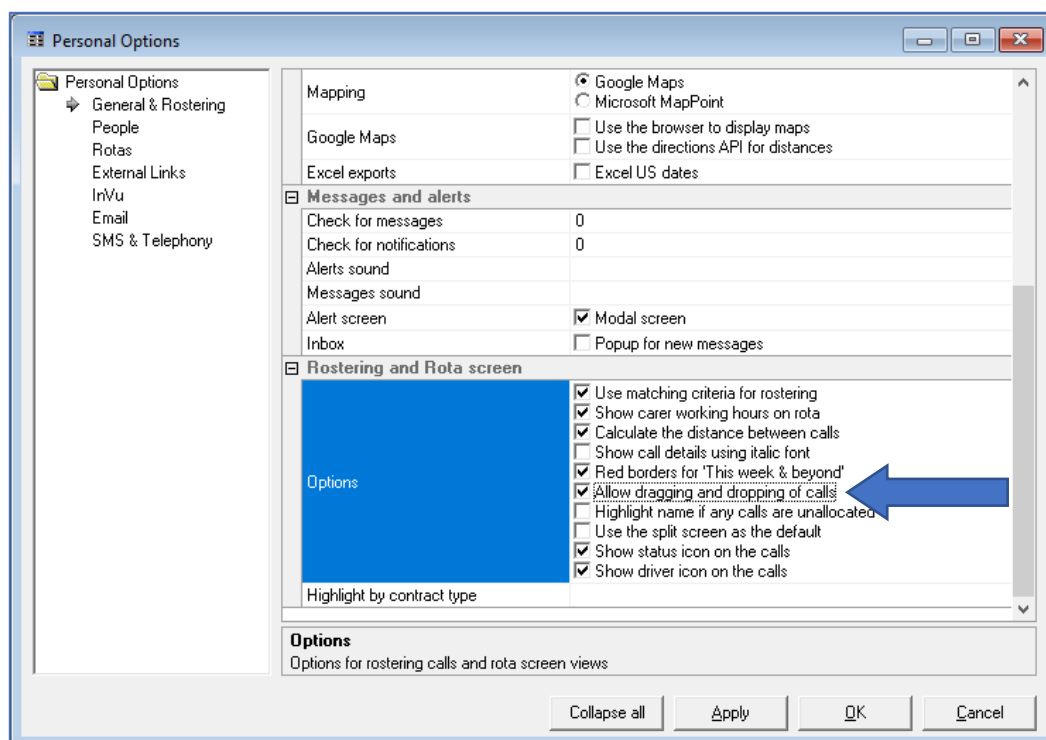 Personal Options
Personal Options
General & Rostering
People
Rotas
External Links
InVu
Email
SMS & Telephony
Mapping
Google Maps
Microsoft MapPoint
Google Maps
Use the browser to display maps
Use the directions API for distances
Excel exports
Excel US dates
Messages and alerts
Check for messages
0
Check for notifications
0
Alerts sound
Messages sound
Alert screen
Modal screen
Inbox
Popup for new messages
Rostering and Rota screen
Options
Use matching criteria for rostering
Show carer working hours on rota
Calculate the distance between calls
Show call details using italic font
Red borders for 'This week & beyond'
Allow dragging and dropping of calls
Highlight name if any calls are unallocated
Use the split screen as the default
Show status icon on the calls
Show driver icon on the calls
Highlight by contract type
Options
Options for rostering calls and rota screen views
Collapse all
Apply
OK
Cancel